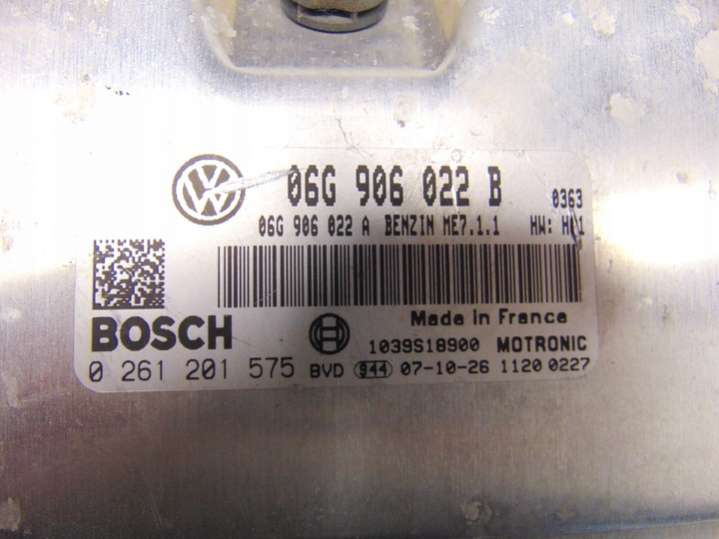 06G 906 022 B 0363
06G 906 022 A BENZIN ME7.1.1 HW:
Made in France
BOSCH 1039S18900 MOTRONIC
0 261 201 575 BVD 944 07-10-26 1120 0227